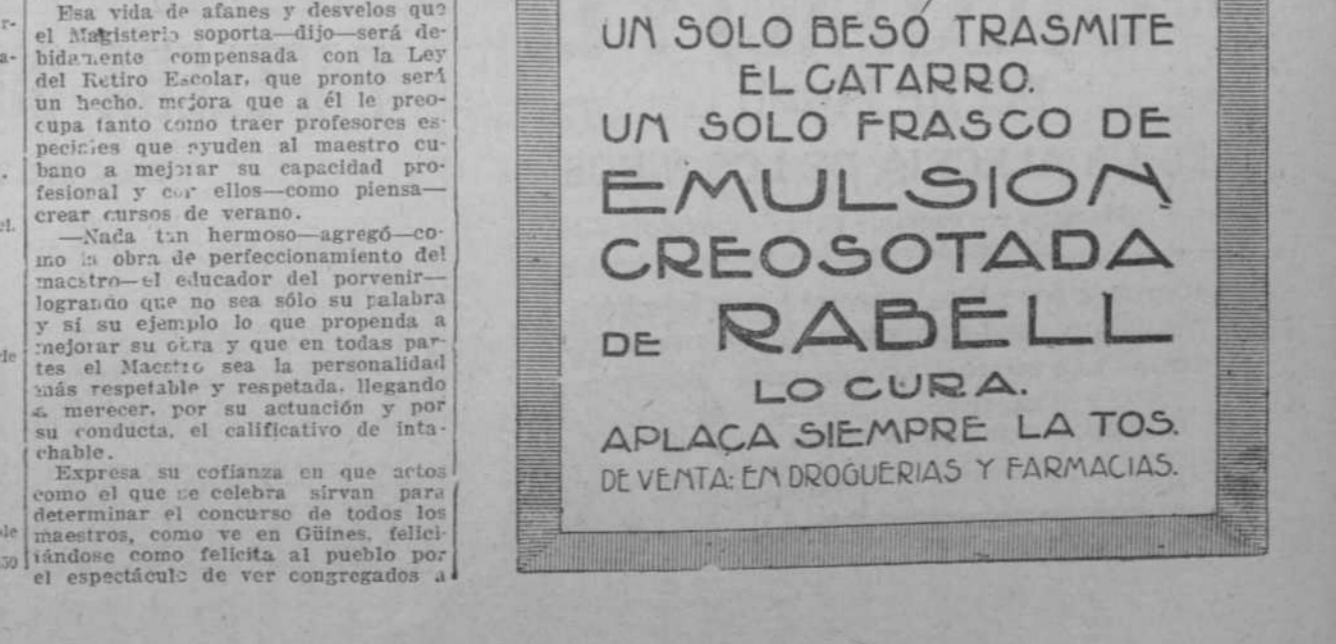 Esa vida de afanes y desvelos que
el Magisterio soporta—dijo—será de-
bidamente compensada con la Ley
del Retiro Escolar, que pronto será
un hecho, mejora que a él le preo-
cupa tanto como traer profesores es-
peciales que ayuden al maestro cu-
bano a mejorar su capacidad pro-
fesional y con ellos—como piensa—
crear cursos de verano.
—Nada tan hermoso—agregó—co-
mo la obra de perfeccionamiento del
maestro—el educador del porvenir—
logrando que no sea sólo su palabra
y sí su ejemplo lo que propenda a
mejorar su obra y que en todas par-
tes el Maestro sea la personalidad
más respetable y respetada, llegando
a merecer, por su actuación y por
su conducta, el calificativo de inta-
chable.
Expresa su cofianza en que actos
como el que se celebra sirvan para
determinar el concurso de todos los
maestros, como ve en Güines, felici-
tándose como felicita al pueblo por
el espectáculo de ver congregados a
UN SOLO BESO TRASMITE
EL CATARRO.
UN SOLO FRASCO DE
EMULSION
CREOSOTADA
DE RABELL
LO CURA.
APLACA SIEMPRE LA TOS.
DE VENTA: EN DROGUERIAS Y FARMACIAS.